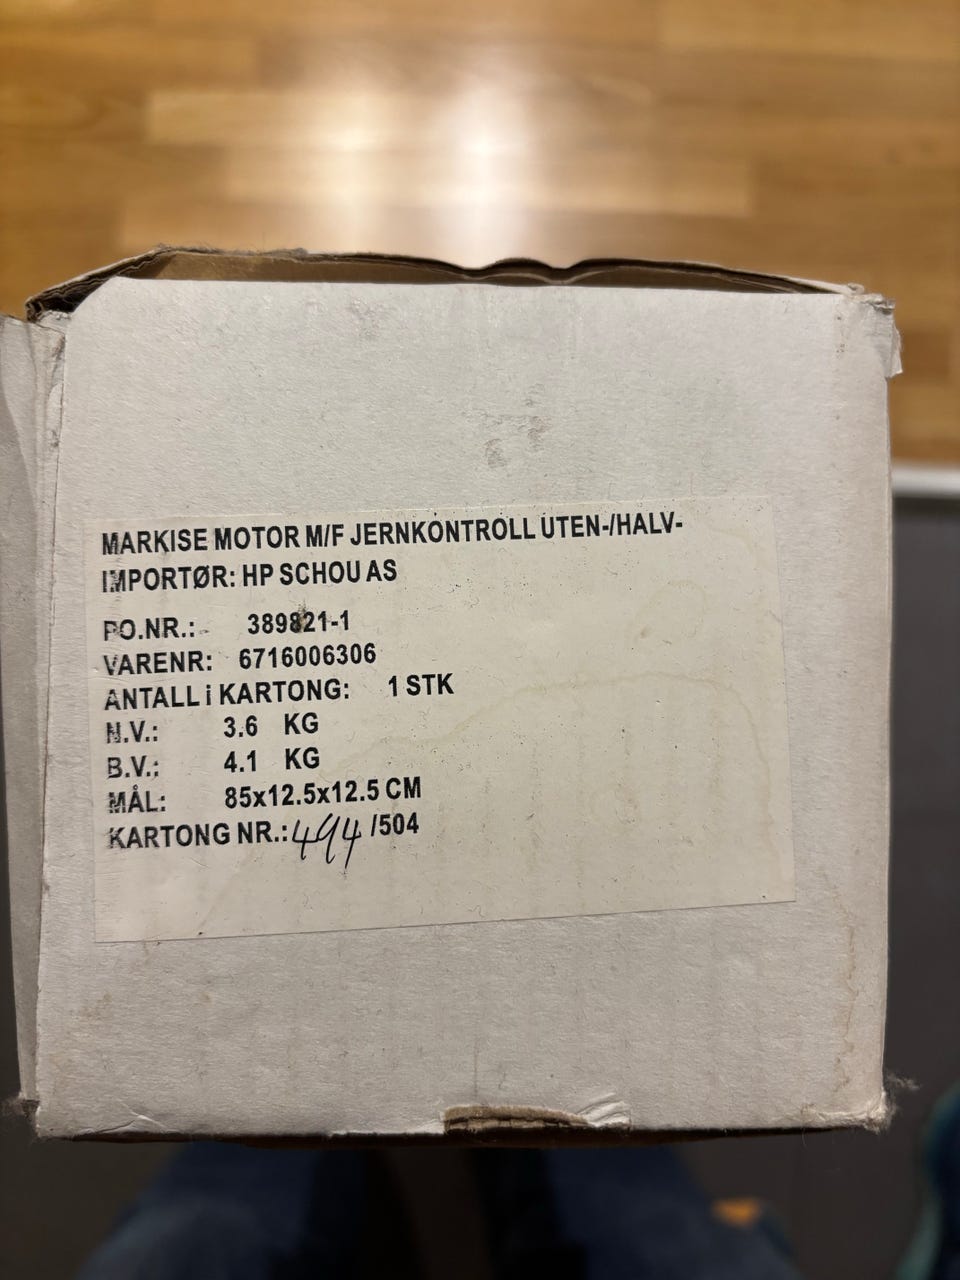 MARKISE MOTOR M/F JERNKONTROLL UTEN-/HALV-
IMPORTØR: HP SCHOU AS
PO.NR.:- 389821-1
VARENR: 6716006306
ANTALL i KARTONG: 1 STK
N.V.: 3.6 KG
B.V.: 4.1 KG
MÅL: 85x12.5x12.5 CM
KARTONG NR.: 494 /504